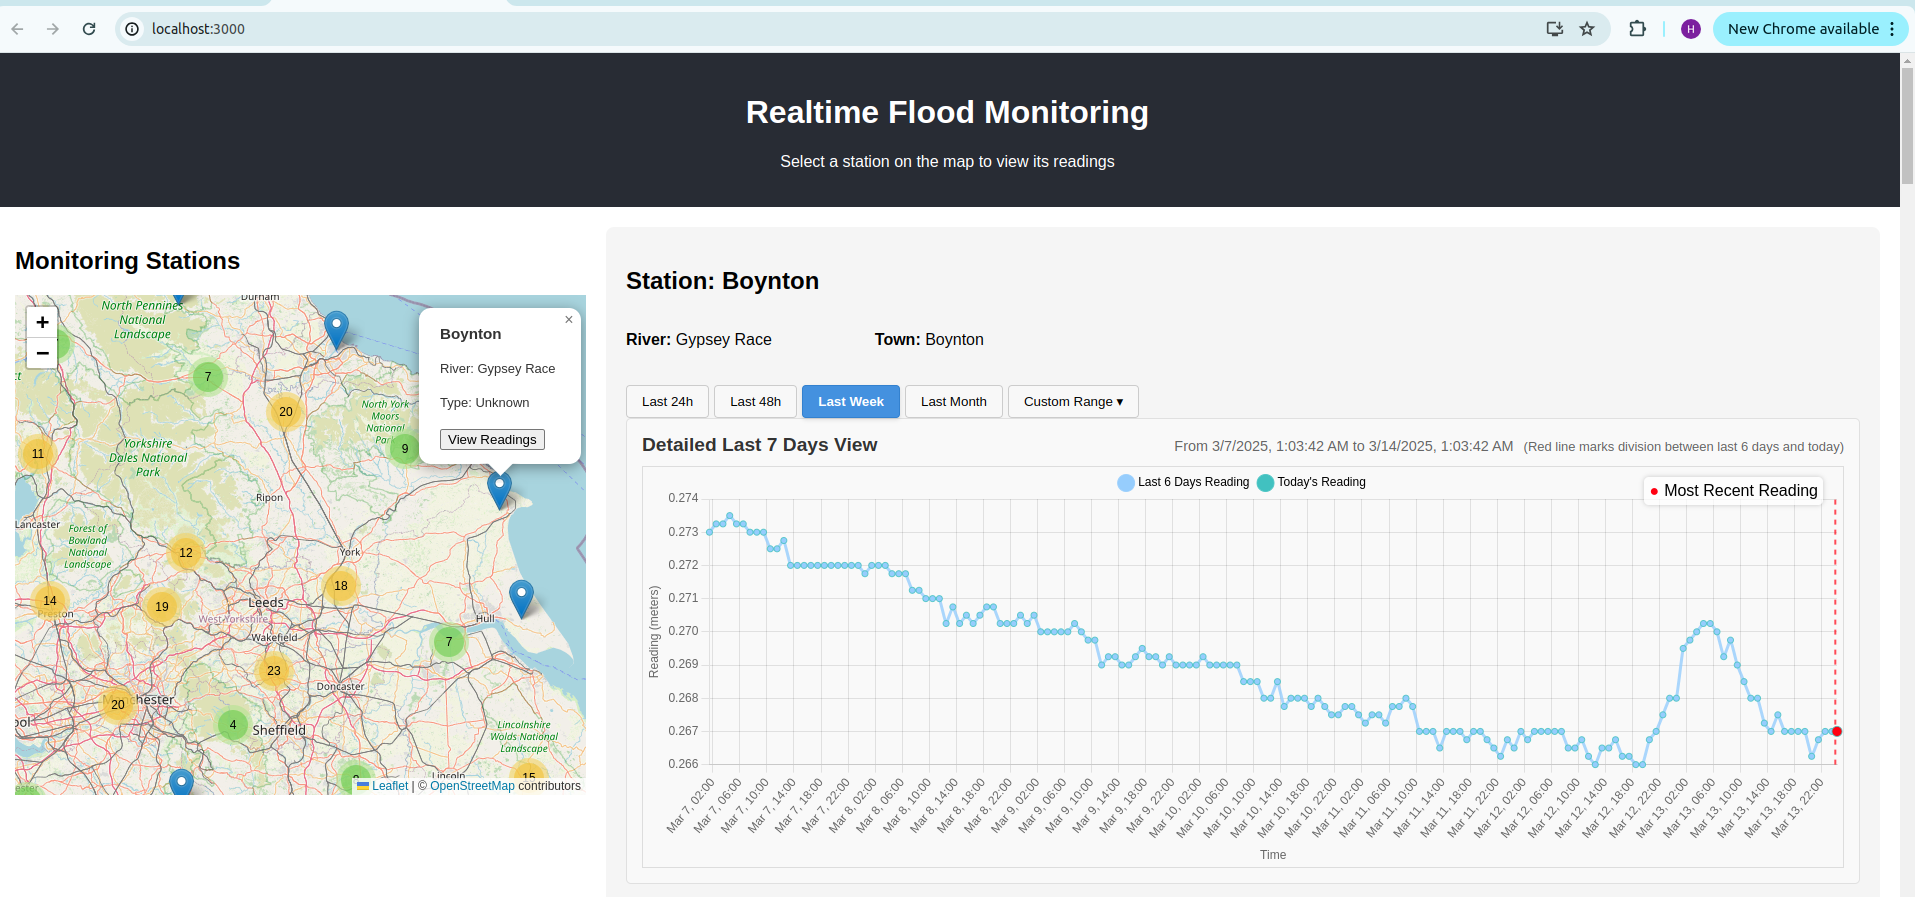 localhost:3000
H
New Chrome available
Realtime Flood Monitoring
Select a station on the map to view its readings
Monitoring Stations
+
−
North Pennines
National
Landscape
Durham
7
20
North York
Moors
National
9
11
Yorkshire
Dales National
Park
Ripon
Lancaster
Forest of
Bowland
National
Landscape
12
York
18
14
Preston
19
Leeds
West Yorkshire
Wakefield
Hull
7
23
Doncaster
20
4
Sheffield
Lincolnshire
Wolds National
Landscape
Lincoln
15
Boynton
×
River: Gypsey Race
Type: Unknown
View Readings
Leaflet | © OpenStreetMap contributors
Station: Boynton
River: Gypsey Race
Town: Boynton
Last 24h
Last 48h
Last Week
Last Month
Custom Range ▾
Detailed Last 7 Days View
From 3/7/2025, 1:03:42 AM to 3/14/2025, 1:03:42 AM (Red line marks division between last 6 days and today)
Last 6 Days Reading
Today's Reading
Most Recent Reading
Reading (meters)
0.274
0.273
0.272
0.271
0.270
0.269
0.268
0.267
0.266
Mar 7, 02:00
Mar 7, 06:00
Mar 7, 10:00
Mar 7, 14:00
Mar 7, 18:00
Mar 7, 22:00
Mar 8, 02:00
Mar 8, 06:00
Mar 8, 10:00
Mar 8, 14:00
Mar 8, 18:00
Mar 8, 22:00
Mar 9, 02:00
Mar 9, 06:00
Mar 9, 10:00
Mar 9, 14:00
Mar 9, 18:00
Mar 9, 22:00
Mar 10, 02:00
Mar 10, 06:00
Mar 10, 10:00
Mar 10, 14:00
Mar 10, 18:00
Mar 10, 22:00
Mar 11, 02:00
Mar 11, 06:00
Mar 11, 10:00
Mar 11, 14:00
Mar 11, 18:00
Mar 11, 22:00
Mar 12, 02:00
Mar 12, 06:00
Mar 12, 10:00
Mar 12, 14:00
Mar 12, 18:00
Mar 12, 22:00
Mar 13, 02:00
Mar 13, 06:00
Mar 13, 10:00
Mar 13, 14:00
Mar 13, 18:00
Mar 13, 22:00
Time